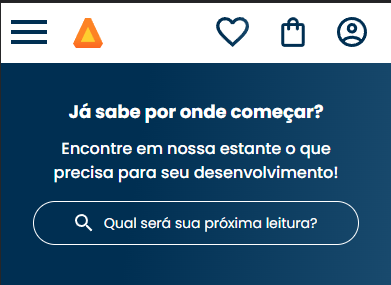 Já sabe por onde começar?
Encontre em nossa estante o que
precisa para seu desenvolvimento!
Qual será sua próxima leitura?